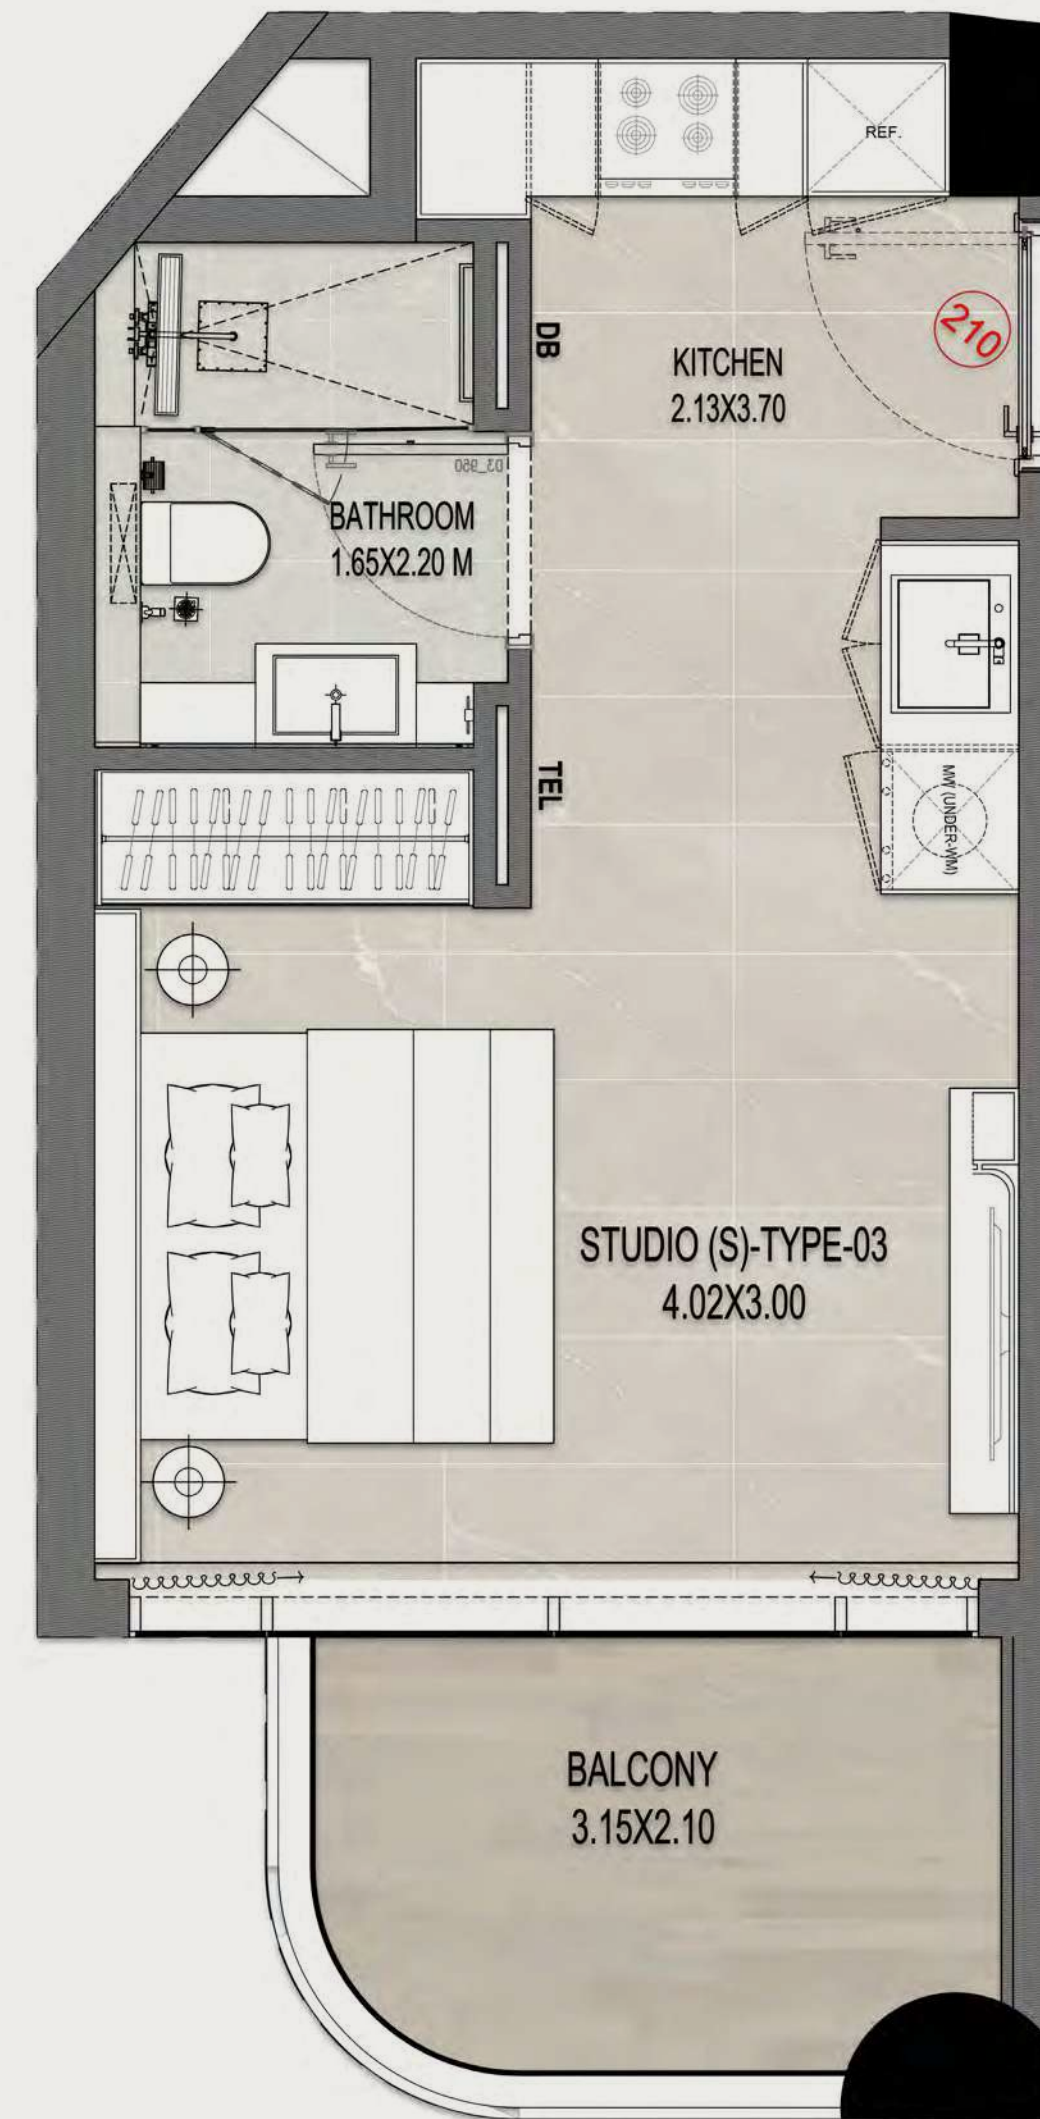 REF.
210
DB
KITCHEN
2.13X3.70
D3_960
BATHROOM
1.65X2.20 M
TEL
MW (UNDER-WM)
STUDIO (S)-TYPE-03
4.02X3.00
BALCONY
3.15X2.10